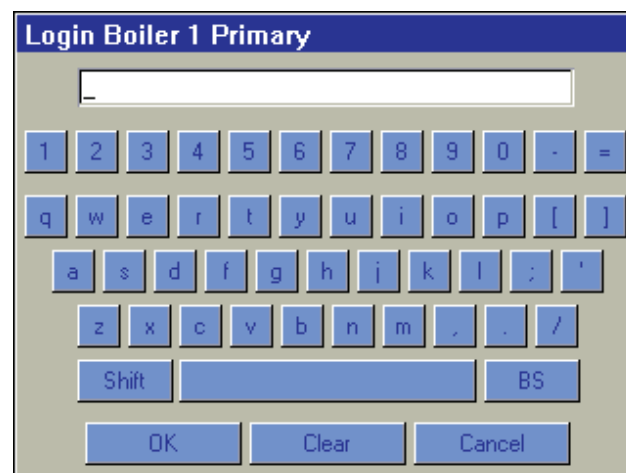 Login Boiler 1 Primary
_
1 2 3 4 5 6 7 8 9 0 - =
q w e r t y u i o p [ ]
a s d f g h j k l ; '
z x c v b n m , . /
Shift BS
OK Clear Cancel